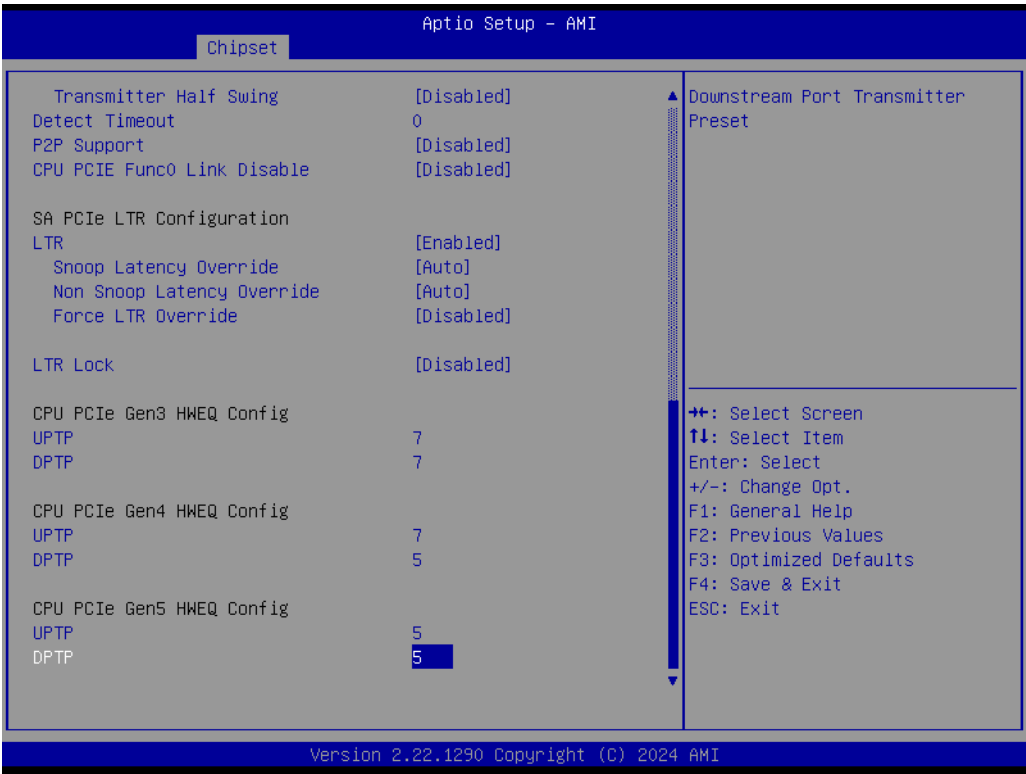 Aptio Setup - AMI
Chipset
Transmitter Half Swing [Disabled]
Detect Timeout 0
P2P Support [Disabled]
CPU PCIE Func0 Link Disable [Disabled]
SA PCIe LTR Configuration
LTR [Enabled]
Snoop Latency Override [Auto]
Non Snoop Latency Override [Auto]
Force LTR Override [Disabled]
LTR Lock [Disabled]
CPU PCIe Gen3 HWEQ Config
UPTP 7
DPTP 7
CPU PCIe Gen4 HWEQ Config
UPTP 7
DPTP 5
CPU PCIe Gen5 HWEQ Config
UPTP 5
DPTP 5
Downstream Port Transmitter
Preset
→←: Select Screen
↑↓: Select Item
Enter: Select
+/-: Change Opt.
F1: General Help
F2: Previous Values
F3: Optimized Defaults
F4: Save & Exit
ESC: Exit
Version 2.22.1290 Copyright (C) 2024 AMI